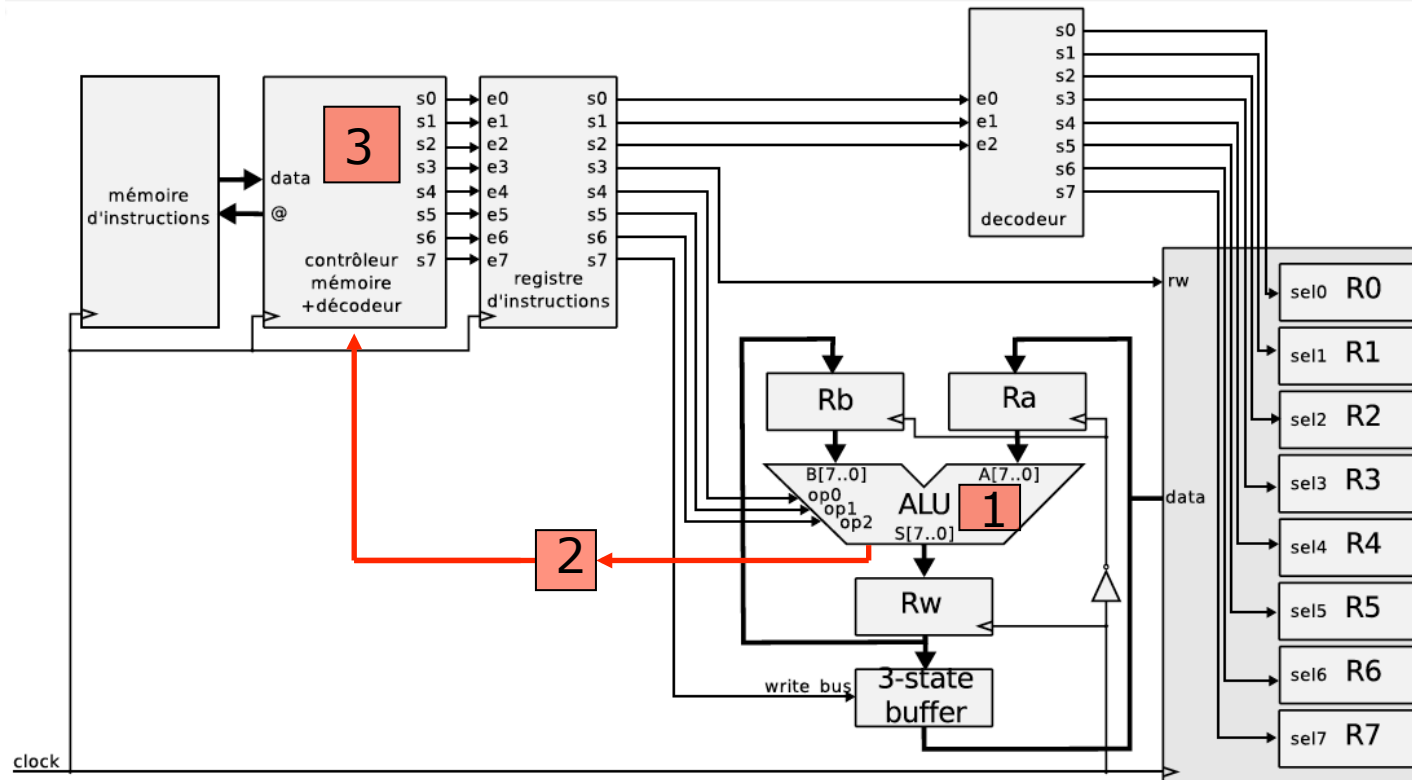 mémoire
d'instructions
3
data
@
s0
s1
s2
s3
s4
s5
s6
s7
contrôleur
mémoire
+décodeur
e0
e1
e2
e3
e4
e5
e6
e7
s0
s1
s2
s3
s4
s5
s6
s7
registre
d'instructions
e0
e1
e2
s0
s1
s2
s3
s4
s5
s6
s7
decodeur
rw
data
sel0 R0
sel1 R1
sel2 R2
sel3 R3
sel4 R4
sel5 R5
sel6 R6
sel7 R7
Rb
Ra
B[7..0]
A[7..0]
op0
op1
op2
ALU
1
S[7..0]
2
Rw
write bus
3-state
buffer
clock